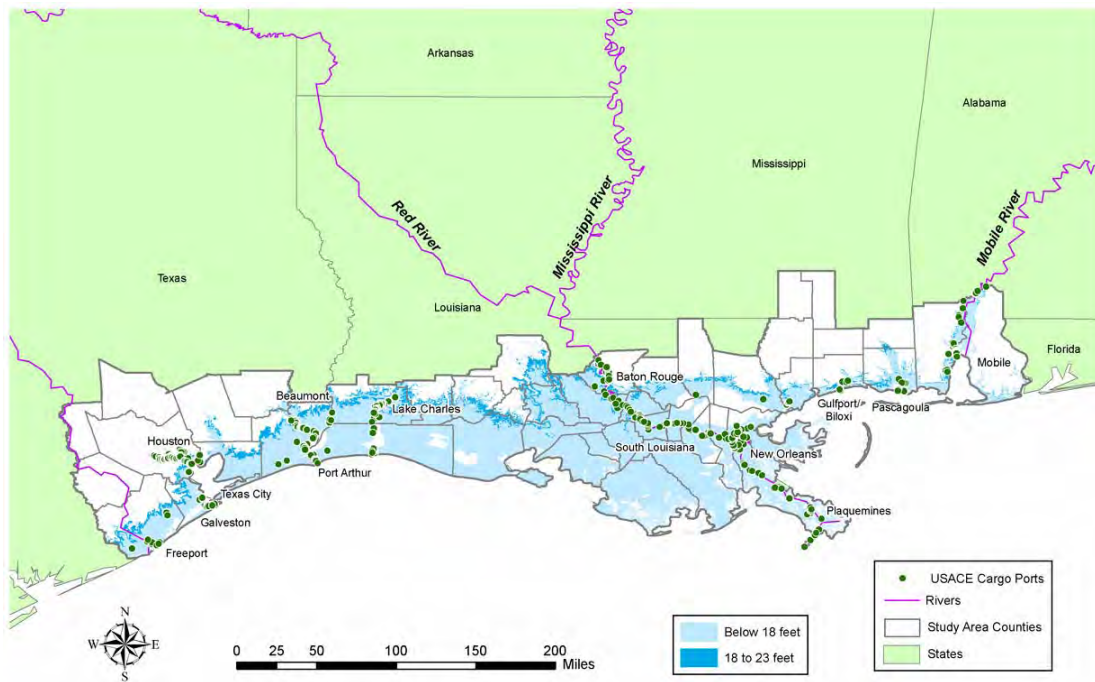 Arkansas
Alabama
Mississippi
Mississippi River
Mobile River
Red River
Texas
Louisiana
Mobile
Florida
Baton Rouge
Beaumont
Lake Charles
Gulfport/
Biloxi
Pascagoula
Houston
South Louisiana
New Orleans
Port Arthur
Texas City
Galveston
Plaquemines
Freeport
USACE Cargo Ports
Rivers
Study Area Counties
States
Below 18 feet
18 to 23 feet
N
W E
S
0 25 50 100 150 200
Miles